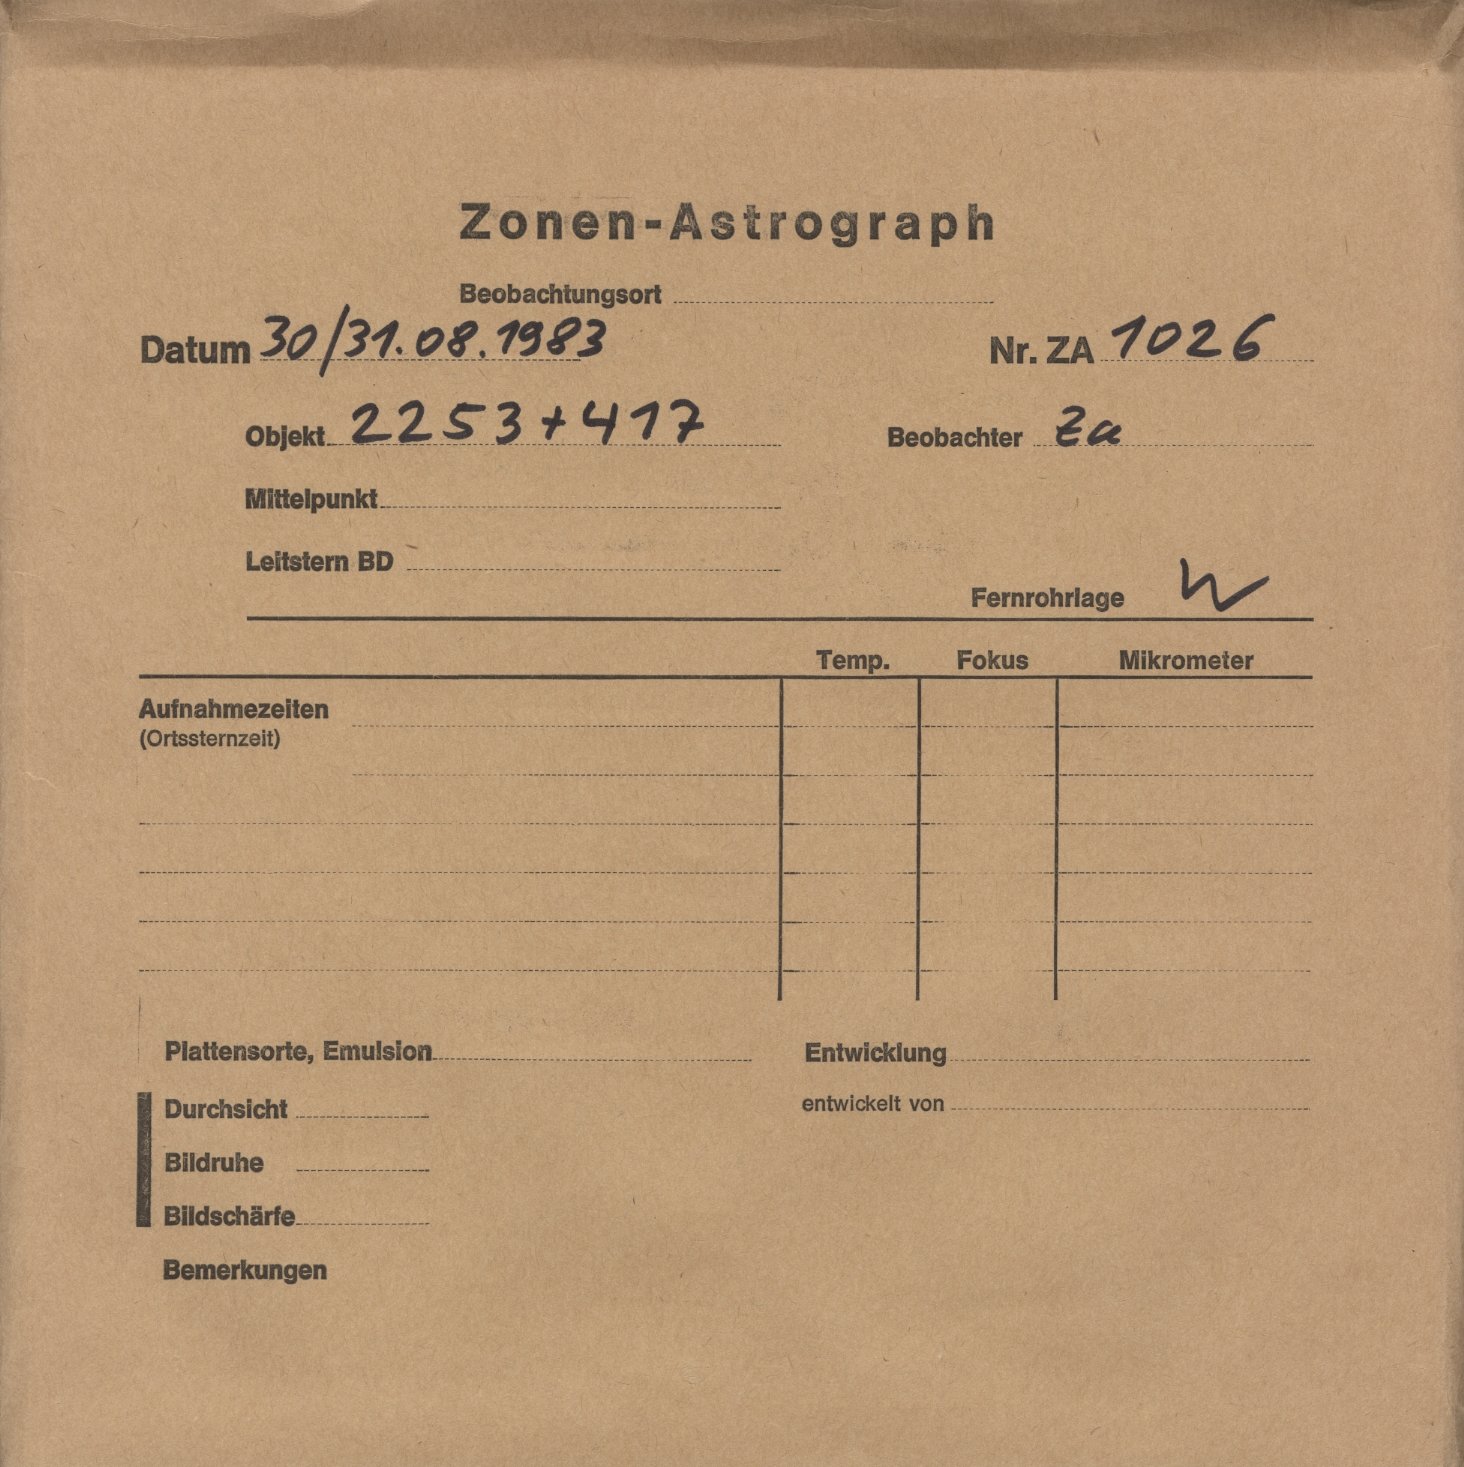 Zonen-Astrograph
Beobachtungsort
Datum 30/31.08.1983 Nr. ZA 1026
Objekt 2253+417 Beobachter Za
Mittelpunkt
Leitstern BD
Fernrohrlage W
Temp. Fokus Mikrometer
Aufnahmezeiten
(Ortssternzeit)
Plattensorte, Emulsion Entwicklung
Durchsicht entwickelt von
Bildruhe
Bildschärfe
Bemerkungen